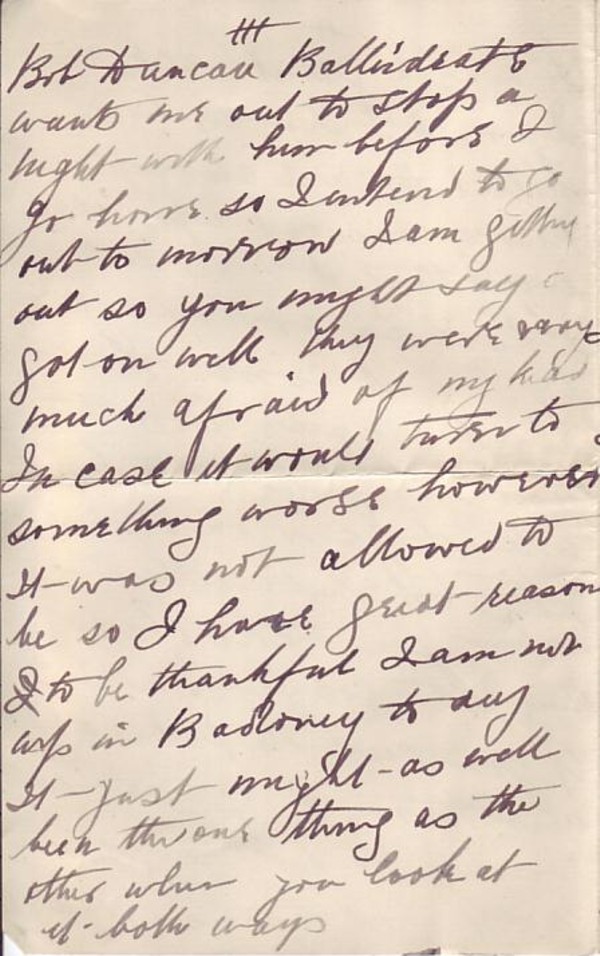 III
Bob Duncan Ballindeate
wants me out to stop a
night with him before I
go home so I intend to go
out to morrow I am getting
out so you might say I
got on well they were very
much afraid of my head
In case it would turn to
something worse however
It was not allowed to
be so I have great reason
I to be thankful I am not
up in Badoney to day
It just might as well
been the one thing as the
other when you look at
it both ways